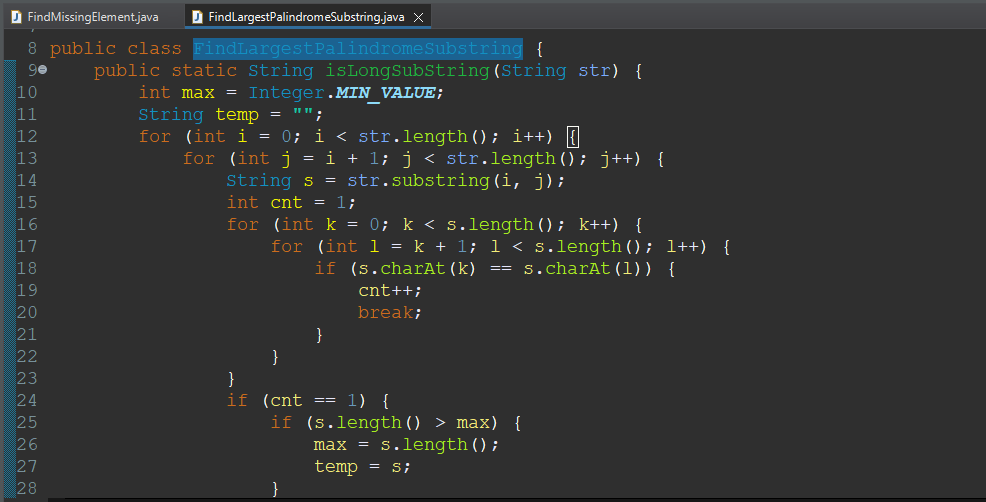 FindMissingElement.java FindLargestPalindromeSubstring.java
8 public class FindLargestPalindromeSubstring {
9 public static String isLongSubString(String str) {
10 int max = Integer.MIN_VALUE;
11 String temp = "";
12 for (int i = 0; i < str.length(); i++) {
13 for (int j = i + 1; j < str.length(); j++) {
14 String s = str.substring(i, j);
15 int cnt = 1;
16 for (int k = 0; k < s.length(); k++) {
17 for (int l = k + 1; l < s.length(); l++) {
18 if (s.charAt(k) == s.charAt(l)) {
19 cnt++;
20 break;
21 }
22 }
23 }
24 if (cnt == 1) {
25 if (s.length() > max) {
26 max = s.length();
27 temp = s;
28 }